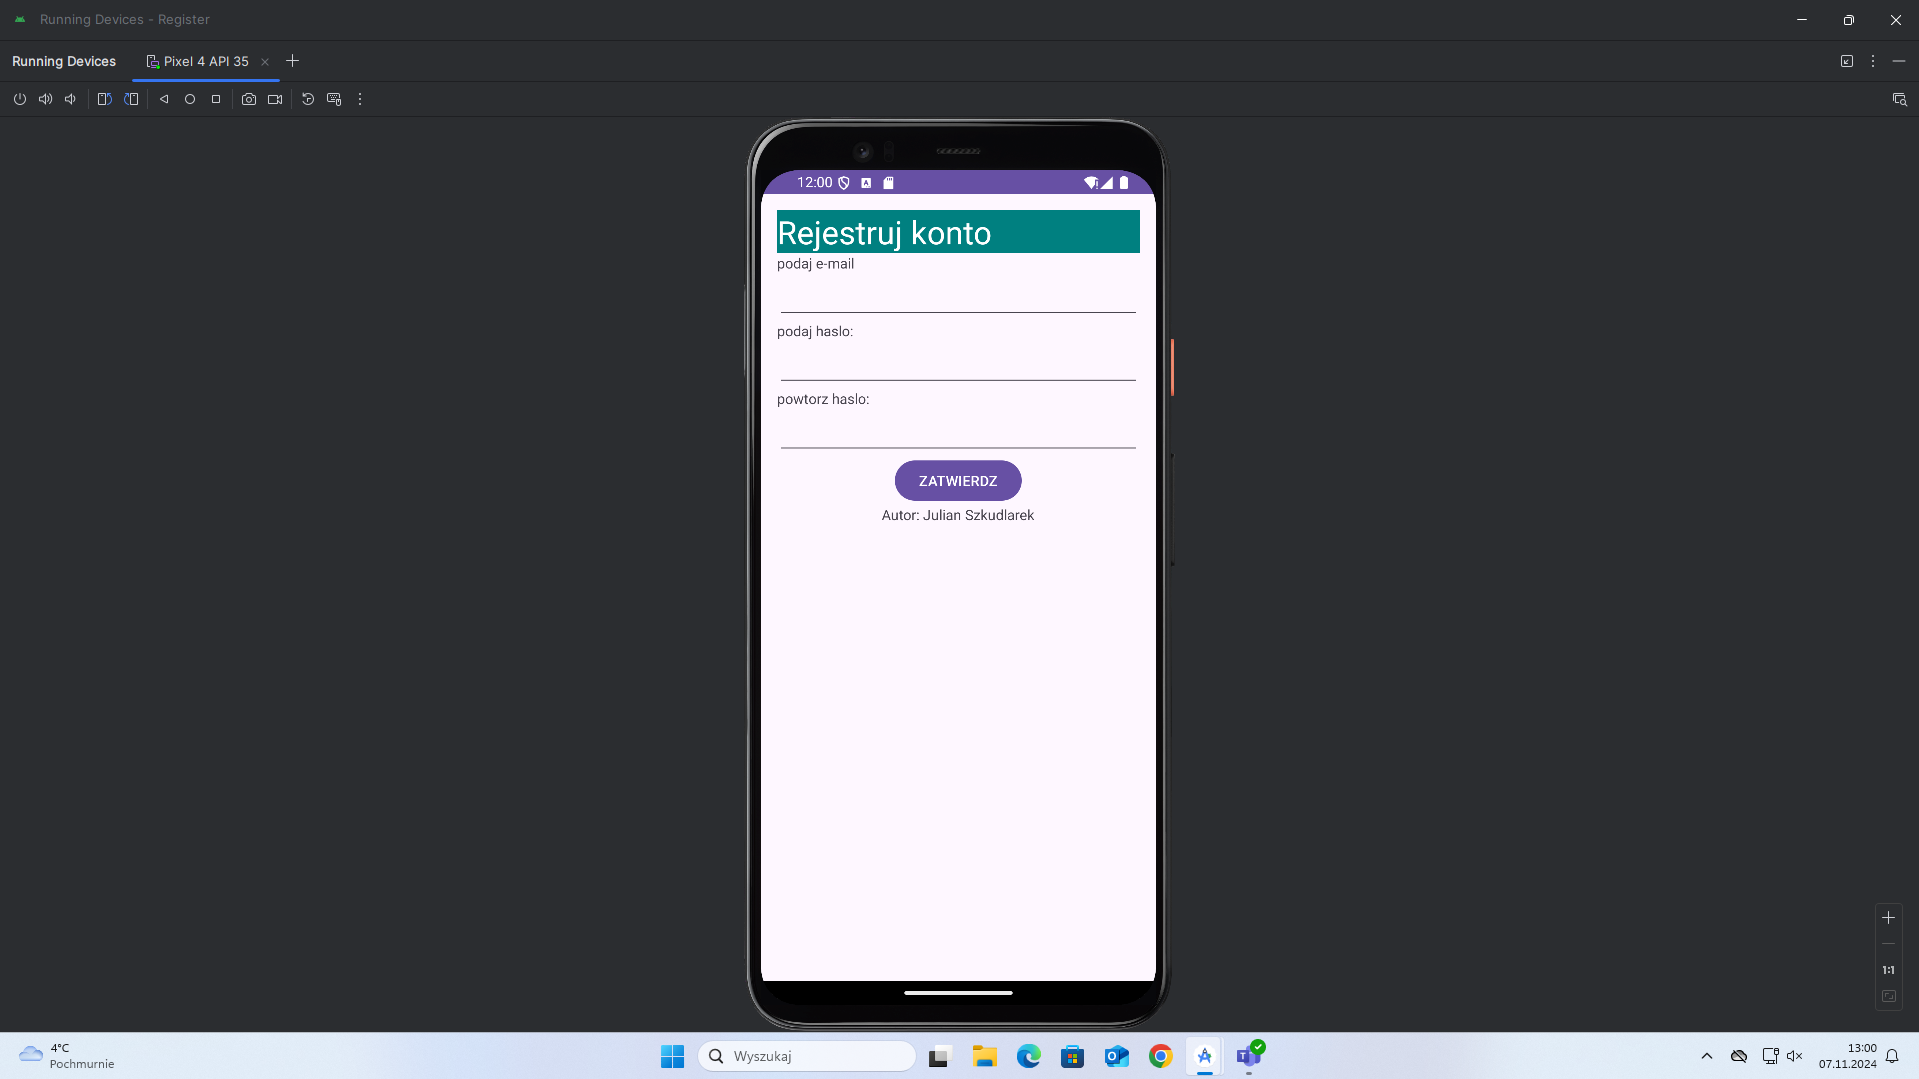 Running Devices - Register
Running Devices
Pixel 4 API 35
12:00
Rejestruj konto
podaj e-mail
podaj haslo:
powtorz haslo:
ZATWIERDZ
Autor: Julian Szkudlarek
1:1
4°C
Pochmurnie
Wyszukaj
13:00
07.11.2024